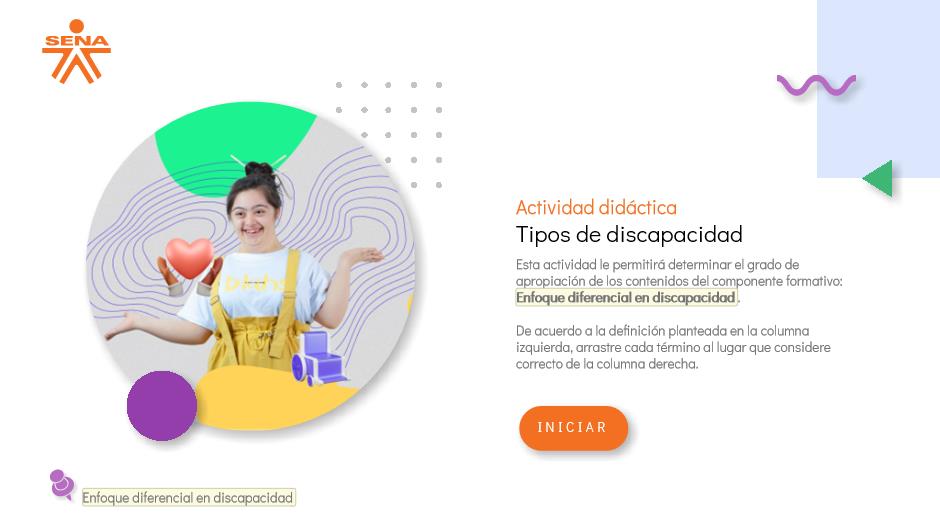 SENA
Actividad didáctica
Tipos de discapacidad
Esta actividad le permitirá determinar el grado de
apropiación de los contenidos del componente formativo:
Enfoque diferencial en discapacidad .
De acuerdo a la definición planteada en la columna
izquierda, arrastre cada término al lugar que considere
correcto de la columna derecha.
INICIAR
Enfoque diferencial en discapacidad